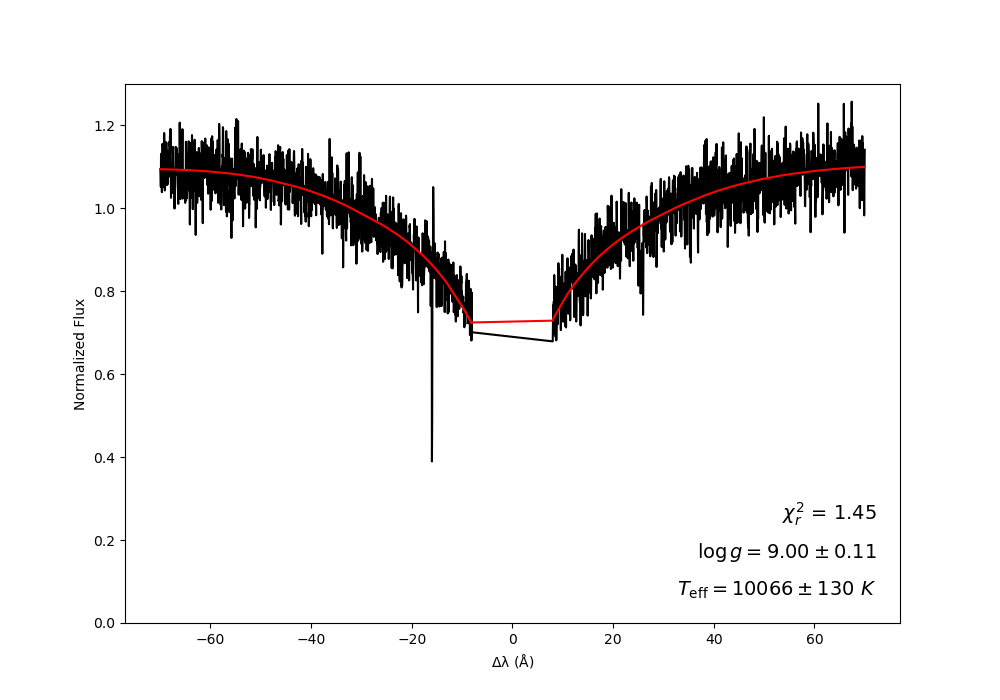 1.2
1.0
0.8
0.6
0.4
0.2
0.0
Normalized Flux
χ²ᵣ = 1.45
log g = 9.00 ± 0.11
T_eff = 10066 ± 130 K
−60 −40 −20 0 20 40 60
Δλ (Å)